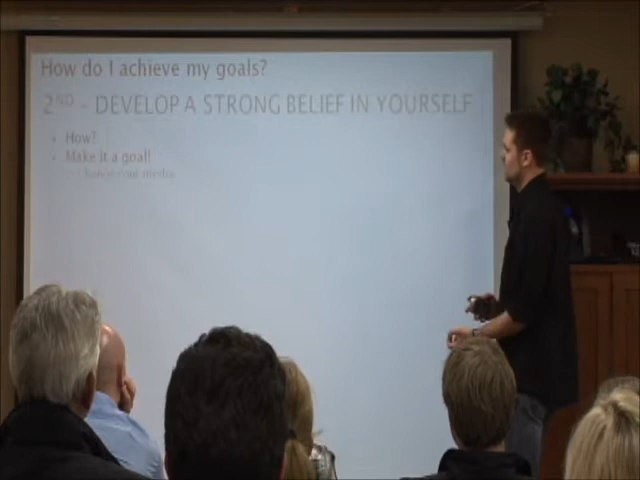 How do I achieve my goals?
2ND - DEVELOP A STRONG BELIEF IN YOURSELF
• How?
• Make it a goal!